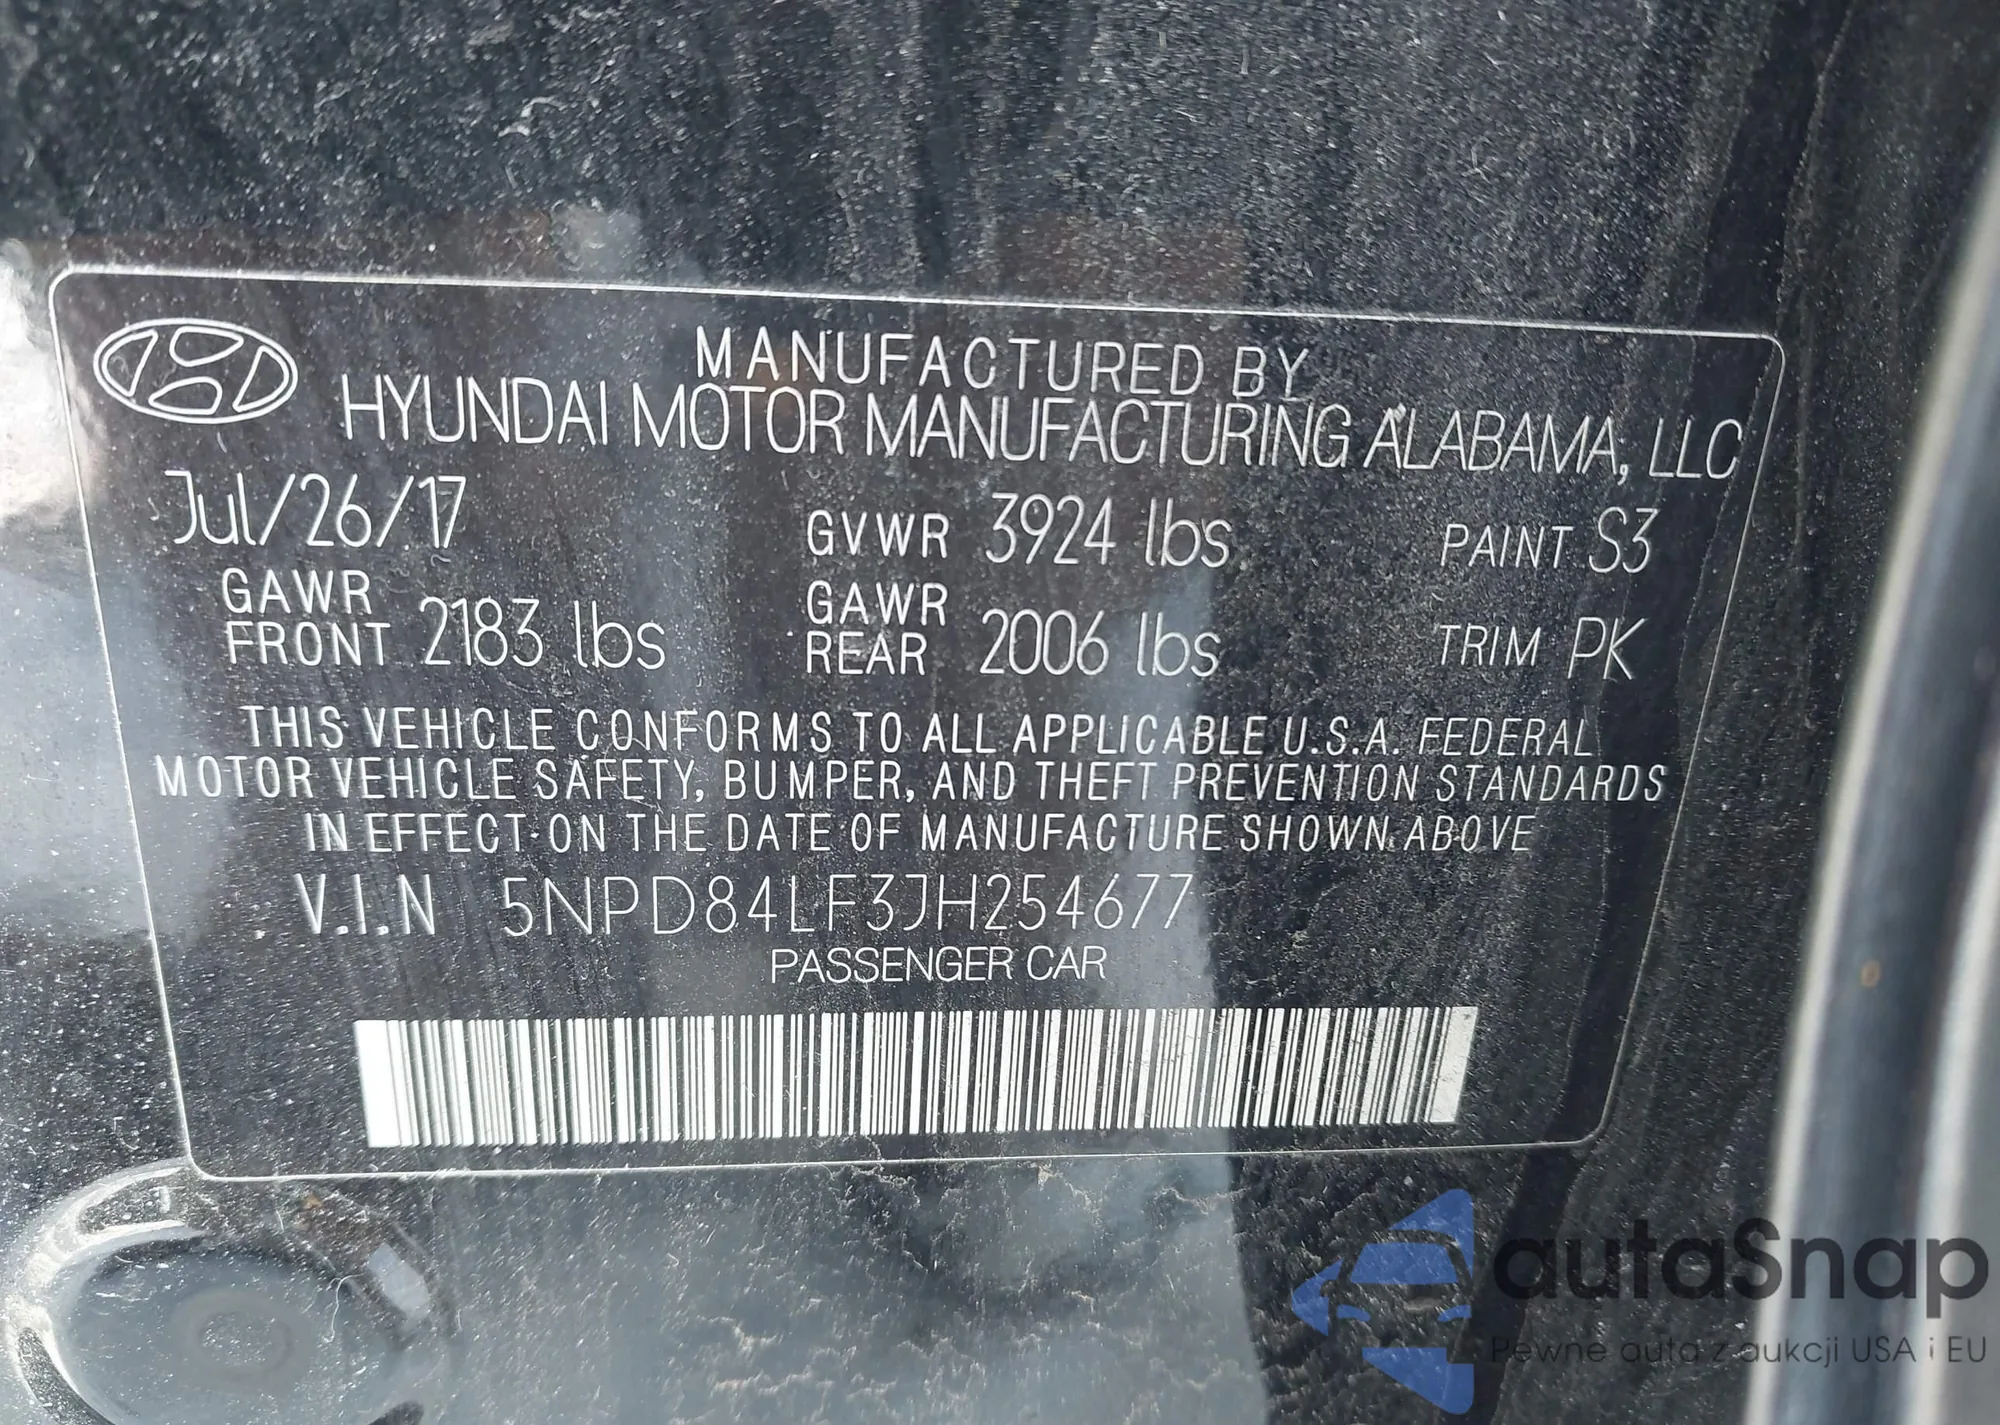 MANUFACTURED BY
HYUNDAI MOTOR MANUFACTURING ALABAMA, LLC
Jul/26/17 GVWR 3924 lbs PAINT S3
GAWR FRONT 2183 lbs GAWR REAR 2006 lbs TRIM PK
THIS VEHICLE CONFORMS TO ALL APPLICABLE U.S.A. FEDERAL
MOTOR VEHICLE SAFETY, BUMPER, AND THEFT PREVENTION STANDARDS
IN EFFECT ON THE DATE OF MANUFACTURE SHOWN ABOVE
V.I.N 5NPD84LF3JH254677
PASSENGER CAR
autaSnap
Pewne auta z aukcji USA i EU